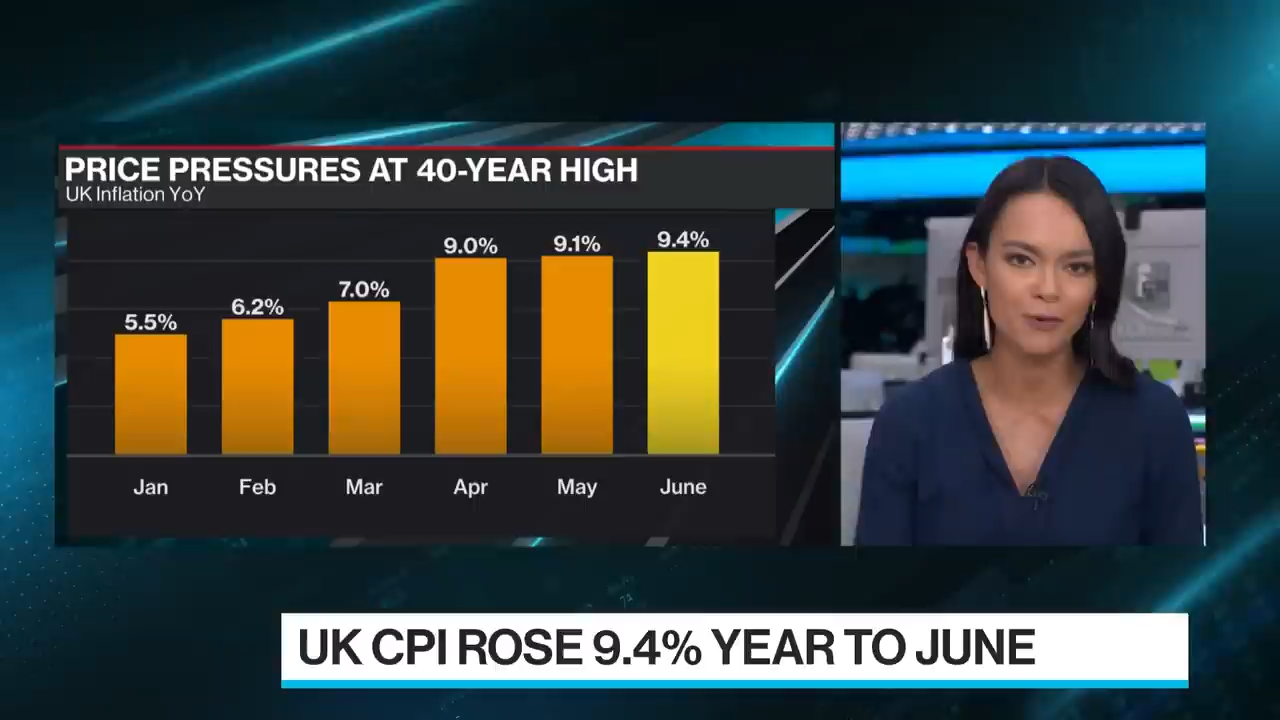 PRICE PRESSURES AT 40-YEAR HIGH
UK Inflation YoY
5.5%
6.2%
7.0%
9.0%
9.1%
9.4%
Jan Feb Mar Apr May June
UK CPI ROSE 9.4% YEAR TO JUNE